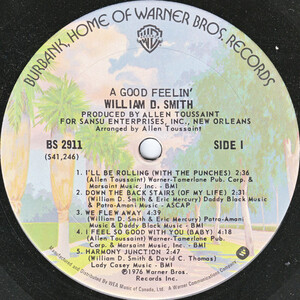 BURBANK, HOME OF WARNER BROS. RECORDS
A GOOD FEELIN'
WILLIAM D. SMITH
PRODUCED BY ALLEN TOUSSAINT
FOR SANSU ENTERPRISES, INC., NEW ORLEANS
Arranged by Allen Toussaint
BS 2911
(S41,246)
SIDE 1
1. I'LL BE ROLLING (WITH THE PUNCHES) 2:36
(Allen Toussaint) Warner-Tamerlane Pub. Corp. &
Marsaint Music, Inc. - BMI
2. DOWN THE BACK STAIRS (OF MY LIFE) 2:31
(William D. Smith & Eric Mercury) Daddy Black Music
& Patra-Amani Music - ASCAP
3. WE FLEW AWAY 4:39
(William D. Smith & Eric Mercury) Patra-Amani
Music & Daddy Black Music - BMI
4. I FEEL SO GOOD WITH YOU (BABY) 4:18
(Allen Toussaint) Warner-Tamerlane Pub.
Corp. & Marsaint Music, Inc. - BMI
5. HARMONY JUNCTION 2:47
(William D. Smith & David C. Thomas)
Lady Casey Music - BMI
©1976 Warner Bros.
Records Inc.